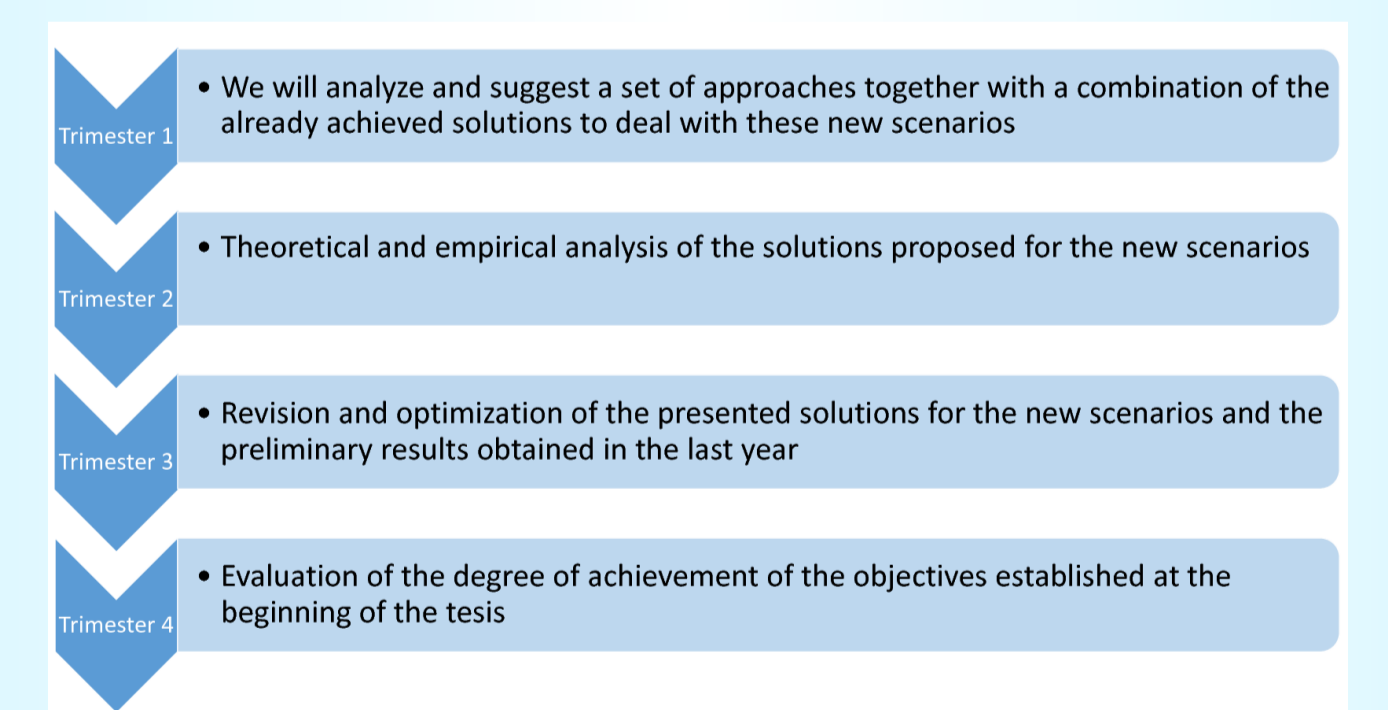 Trimester 1
• We will analyze and suggest a set of approaches together with a combination of the
already achieved solutions to deal with these new scenarios
Trimester 2
• Theoretical and empirical analysis of the solutions proposed for the new scenarios
Trimester 3
• Revision and optimization of the presented solutions for the new scenarios and the
preliminary results obtained in the last year
Trimester 4
• Evaluation of the degree of achievement of the objectives established at the
beginning of the tesis